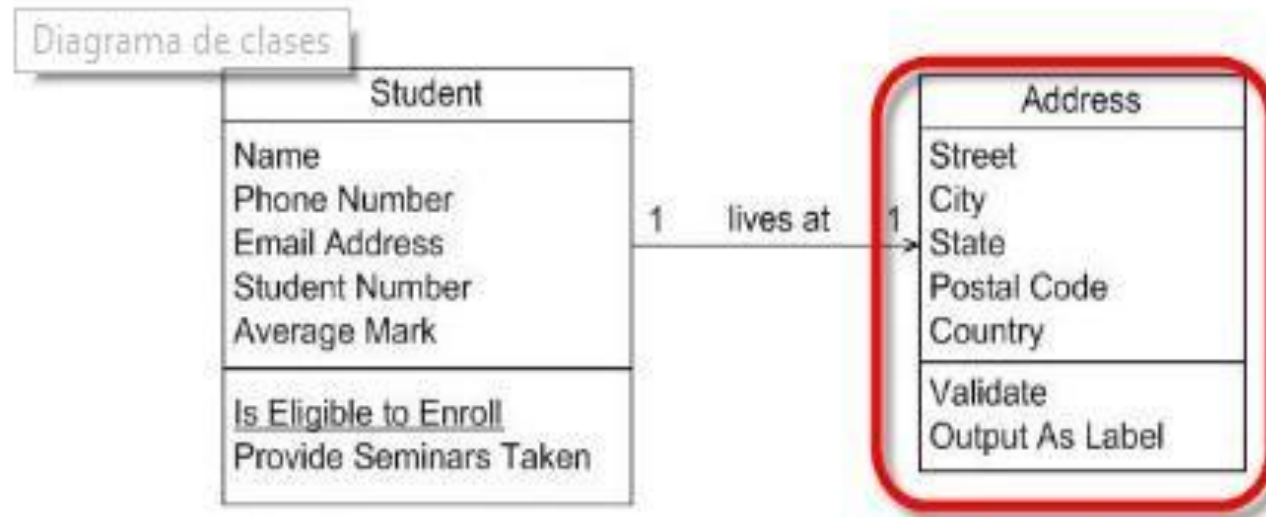 Diagrama de clases
Student
Name
Phone Number
Email Address
Student Number
Average Mark
Is Eligible to Enroll
Provide Seminars Taken
1 lives at 1
Address
Street
City
State
Postal Code
Country
Validate
Output As Label